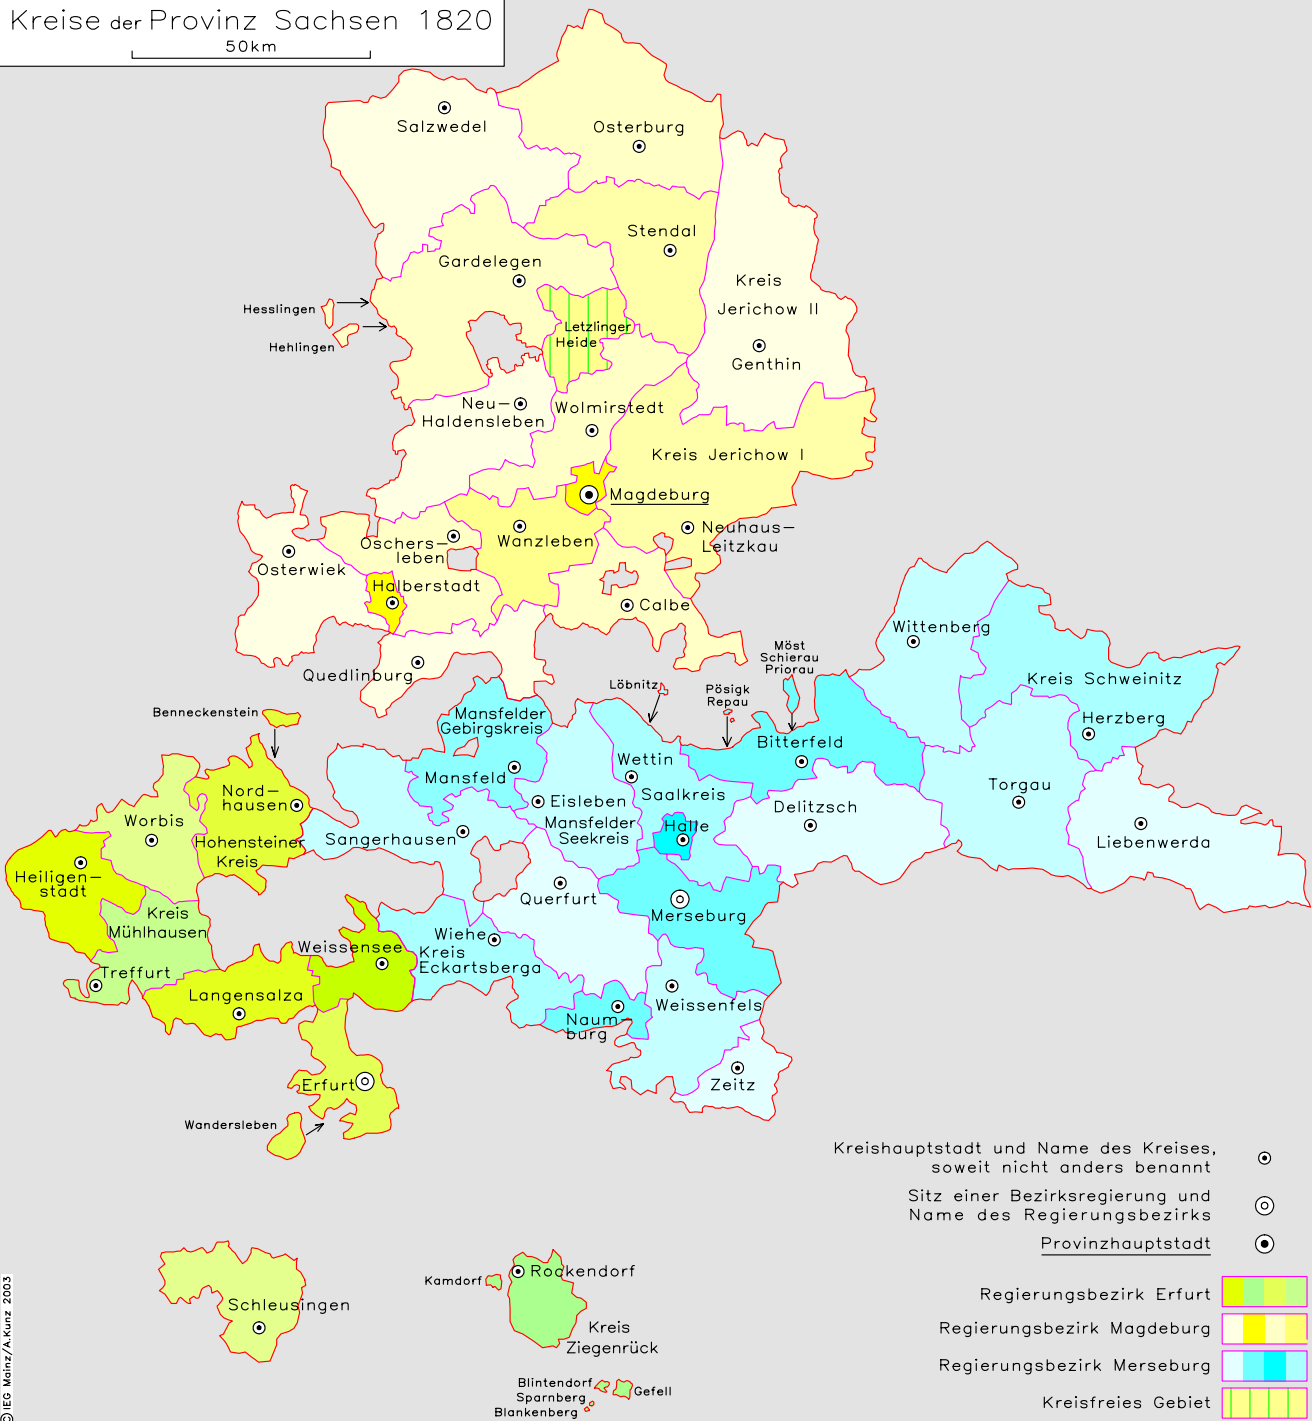 Kreise der Provinz Sachsen 1820
50km
Salzwedel
Osterburg
Stendal
Gardelegen
Kreis
Jerichow II
Genthin
Hesslingen
Hehlingen
Letzlinger
Heide
Neu-
Haldensleben
Wolmirstedt
Kreis Jerichow I
Magdeburg
Neuhaus-
Leitzkau
Oschers-
leben
Wanzleben
Osterwiek
Halberstadt
Calbe
Quedlinburg
Wittenberg
Möst
Schierau
Priorau
Löbnitz
Pösigk
Repau
Kreis Schweinitz
Herzberg
Benneckenstein
Mansfelder
Gebirgskreis
Mansfeld
Wettin
Saalkreis
Bitterfeld
Torgau
Nord-
hausen
Hohensteiner
Kreis
Eisleben
Mansfelder
Seekreis
Delitzsch
Liebenwerda
Worbis
Sangerhausen
Halle
Heiligen-
stadt
Querfurt
Merseburg
Kreis
Mühlhausen
Weissensee
Wiehe
Kreis
Eckartsberga
Treffurt
Langensalza
Weissenfels
Naum-
burg
Erfurt
Zeitz
Wandersleben
Kreishauptstadt und Name des Kreises,
soweit nicht anders benannt
Sitz einer Bezirksregierung und
Name des Regierungsbezirks
Provinzhauptstadt
Schleusingen
Kamdorf
Rockendorf
Kreis
Ziegenrück
Blintendorf
Sparnberg
Blankenberg
Gefell
Regierungsbezirk Erfurt
Regierungsbezirk Magdeburg
Regierungsbezirk Merseburg
Kreisfreies Gebiet
© IEG Mainz/A.Kunz 2003